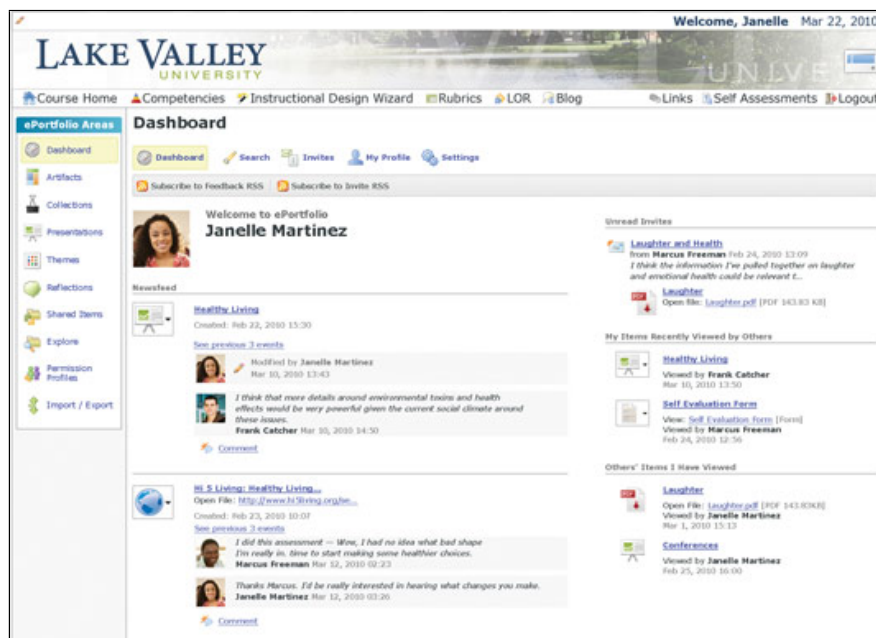 Welcome, Janelle Mar 22, 2010
LAKE VALLEY
UNIVERSITY
UNIVE
Course Home Competencies Instructional Design Wizard Rubrics LOR Blog Links Self Assessments Logout
ePortfolio Areas
Dashboard
Artifacts
Collections
Presentations
Themes
Reflections
Shared Items
Explore
Permission
Profiles
Import / Export
Dashboard
Dashboard Search Invites My Profile Settings
Subscribe to Feedback RSS Subscribe to Invite RSS
Welcome to ePortfolio
Janelle Martinez
Newsfeed
Healthy Living
Created: Feb 22, 2010 15:30
See previous 3 events
Modified by Janelle Martinez
Mar 10, 2010 13:43
I think that more details around environmental toxins and health
effects would be very powerful given the current social climate around
these issues.
Frank Catcher Mar 10, 2010 14:50
Comment
Hi 5 Living: Healthy Living...
Open File: http://www.hi5living.org/se...
Created: Feb 23, 2010 10:07
See previous 3 events
I did this assessment — Wow, I had no idea what bad shape
I'm really in. time to start making some healthier choices.
Marcus Freeman Mar 12, 2010 02:23
Thanks Marcus. I'd be really interested in hearing what changes you make.
Janelle Martinez Mar 12, 2010 03:26
Comment
Unread Invites
Laughter and Health
from Marcus Freeman Feb 24, 2010 13:09
I think the information I've pulled together on laughter
and emotional health could be relevant t...
PDF
Laughter
Open file: Laughter.pdf [PDF 143.83 KB]
My Items Recently Viewed by Others
Healthy Living
Viewed by Frank Catcher
Mar 10, 2010 13:50
Self Evaluation Form
View: Self Evaluation Form [Form]
Viewed by Marcus Freeman
Feb 24, 2010 12:56
Others' Items I Have Viewed
PDF
Laughter
Open File: Laughter.pdf [PDF 143.83KB]
Viewed by Janelle Martinez
Mar 1, 2010 15:13
Conferences
Viewed by Janelle Martinez
Feb 25, 2010 16:00